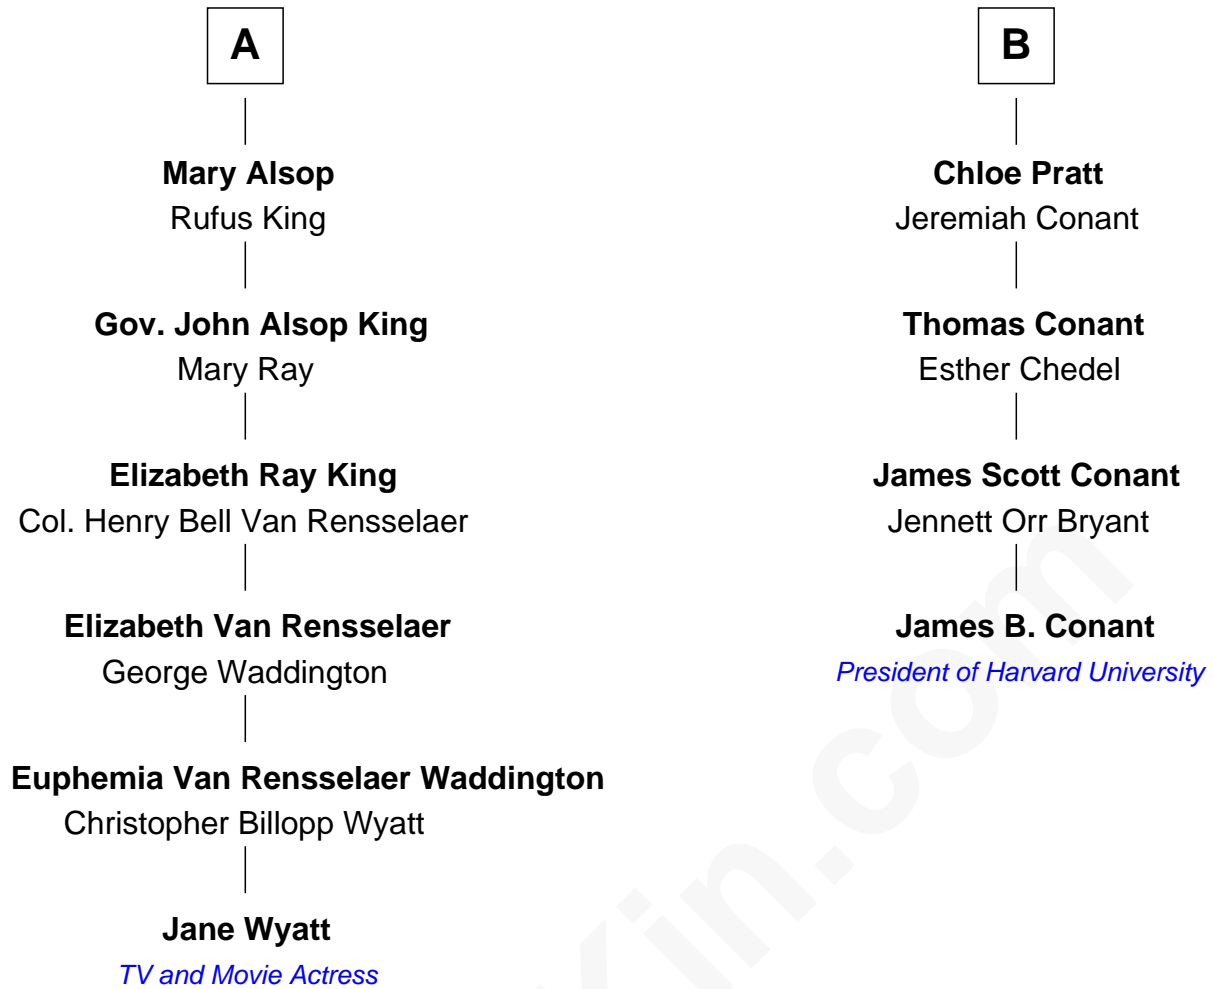 A
Mary Alsop
Rufus King
Gov. John Alsop King
Mary Ray
Elizabeth Ray King
Col. Henry Bell Van Rensselaer
Elizabeth Van Rensselaer
George Waddington
Euphemia Van Rensselaer Waddington
Christopher Billopp Wyatt
Jane Wyatt
TV and Movie Actress
B
Chloe Pratt
Jeremiah Conant
Thomas Conant
Esther Chedel
James Scott Conant
Jennett Orr Bryant
James B. Conant
President of Harvard University
Kin.com